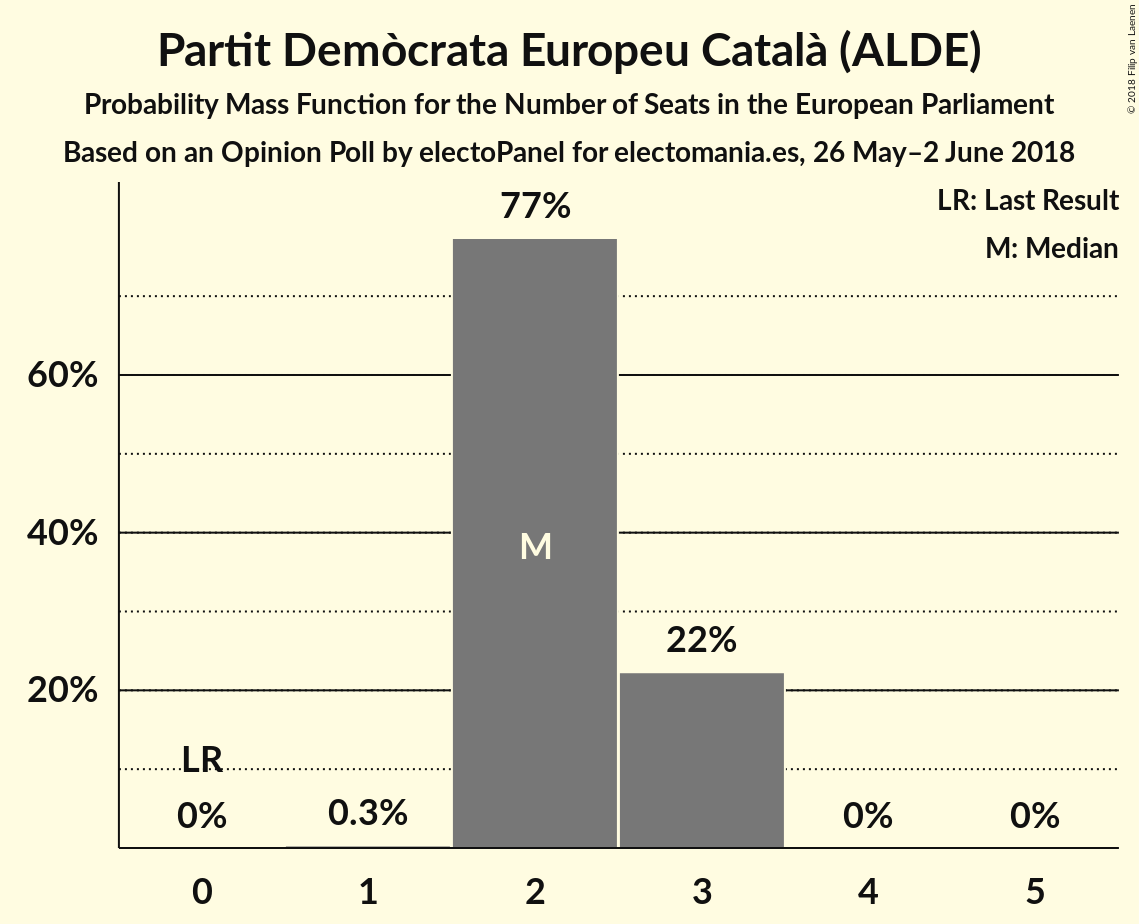 Partit Demòcrata Europeu Català (ALDE)
Probability Mass Function for the Number of Seats in the European Parliament
Based on an Opinion Poll by electoPanel for electomania.es, 26 May–2 June 2018
© 2018 Filip van Laenen
LR: Last Result
M: Median
77%
60%
40%
M
22%
20%
LR
0%
0.3%
0%
0%
0
1
2
3
4
5